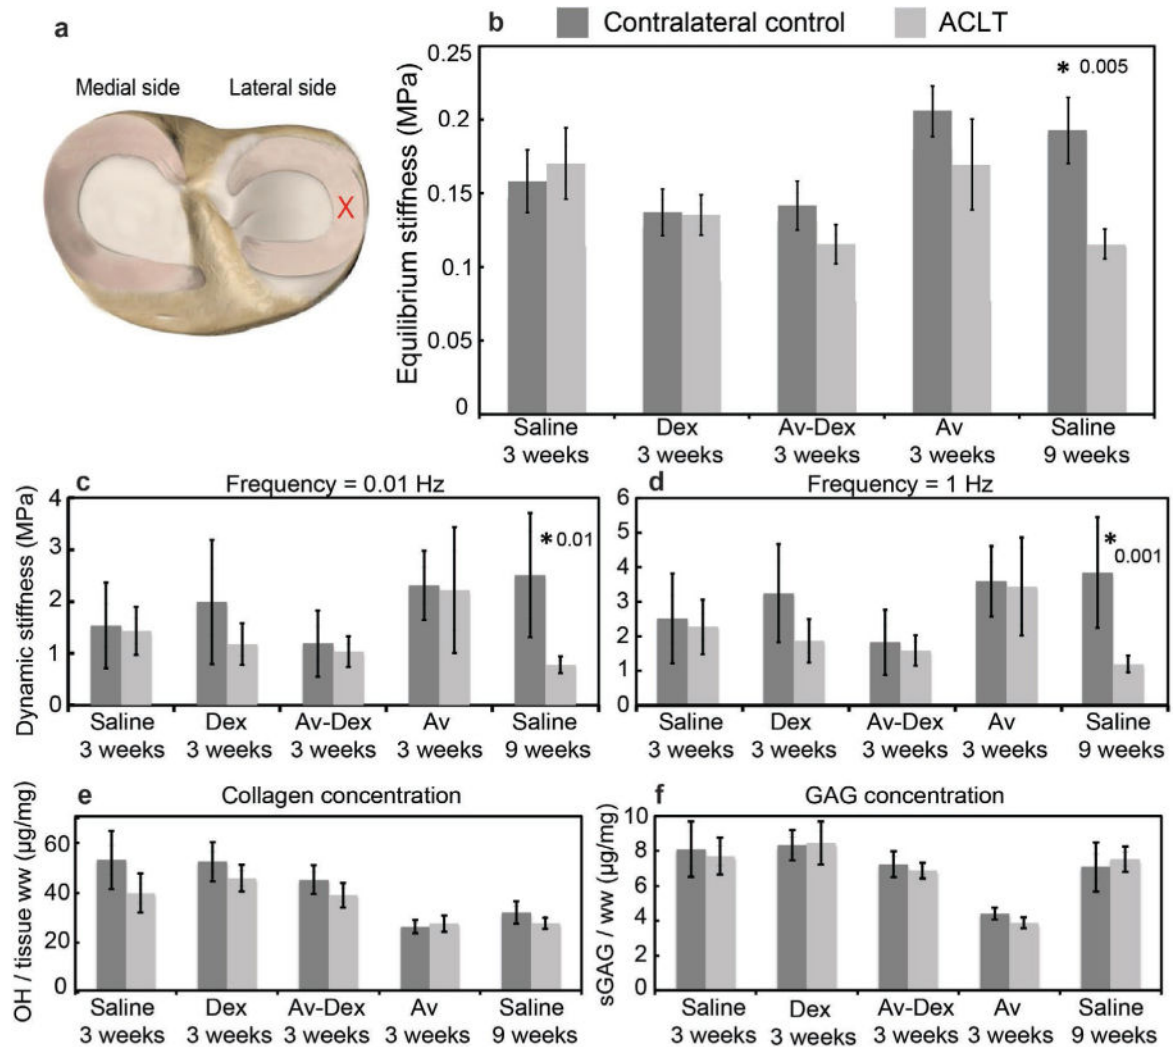 a
Medial side
Lateral side
X
b
Contralateral control
ACLT
Equilibrium stiffness (MPa)
0.25
0.2
0.15
0.1
0.05
0
* 0.005
Saline
3 weeks
Dex
3 weeks
Av-Dex
3 weeks
Av
3 weeks
Saline
9 weeks
c
Frequency = 0.01 Hz
Dynamic stiffness (MPa)
4
3
2
1
0
* 0.01
Saline
3 weeks
Dex
3 weeks
Av-Dex
3 weeks
Av
3 weeks
Saline
9 weeks
d
Frequency = 1 Hz
6
5
4
3
2
1
0
*
0.001
Saline
3 weeks
Dex
3 weeks
Av-Dex
3 weeks
Av
3 weeks
Saline
9 weeks
e
Collagen concentration
OH / tissue ww (µg/mg)
60
40
20
0
Saline
3 weeks
Dex
3 weeks
Av-Dex
3 weeks
Av
3 weeks
Saline
9 weeks
f
GAG concentration
sGAG / ww (µg/mg)
10
8
6
4
2
0
Saline
3 weeks
Dex
3 weeks
Av-Dex
3 weeks
Av
3 weeks
Saline
9 weeks